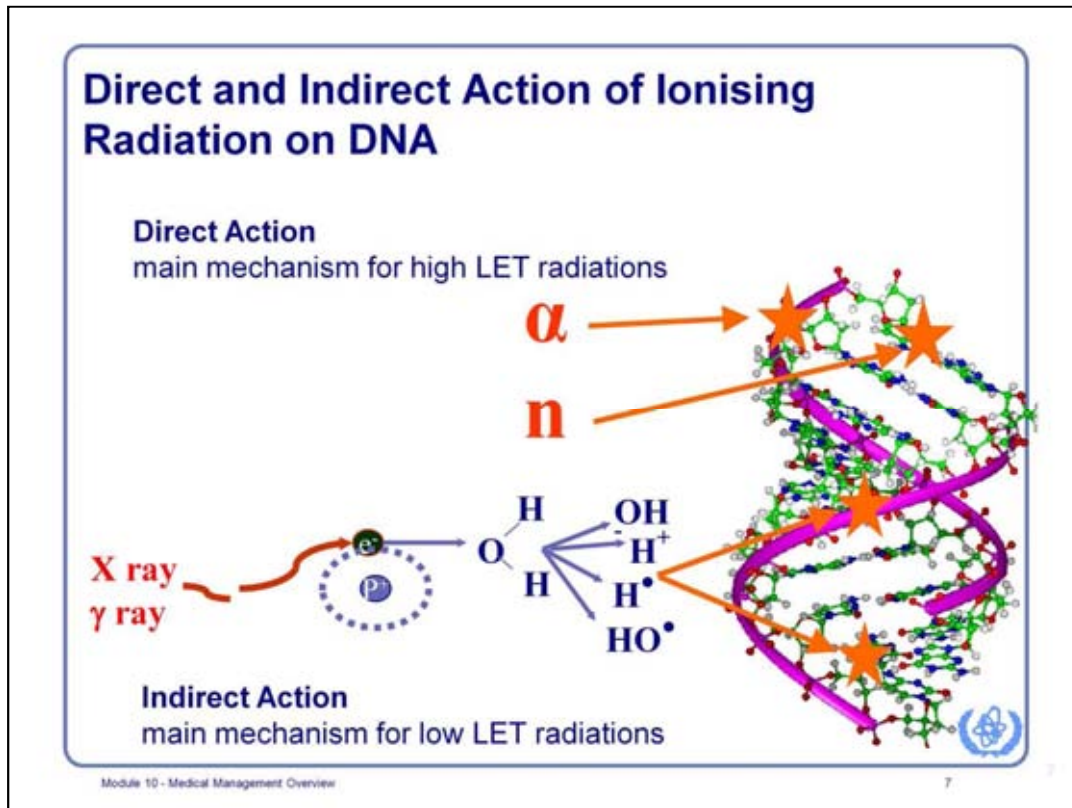 Direct and Indirect Action of Ionising
Radiation on DNA
Direct Action
main mechanism for high LET radiations
α
n
X ray
γ ray
e-
P+
H
O
H
OH
-
H+
H•
HO•
Indirect Action
main mechanism for low LET radiations
Module 10 - Medical Management Overview
7
7